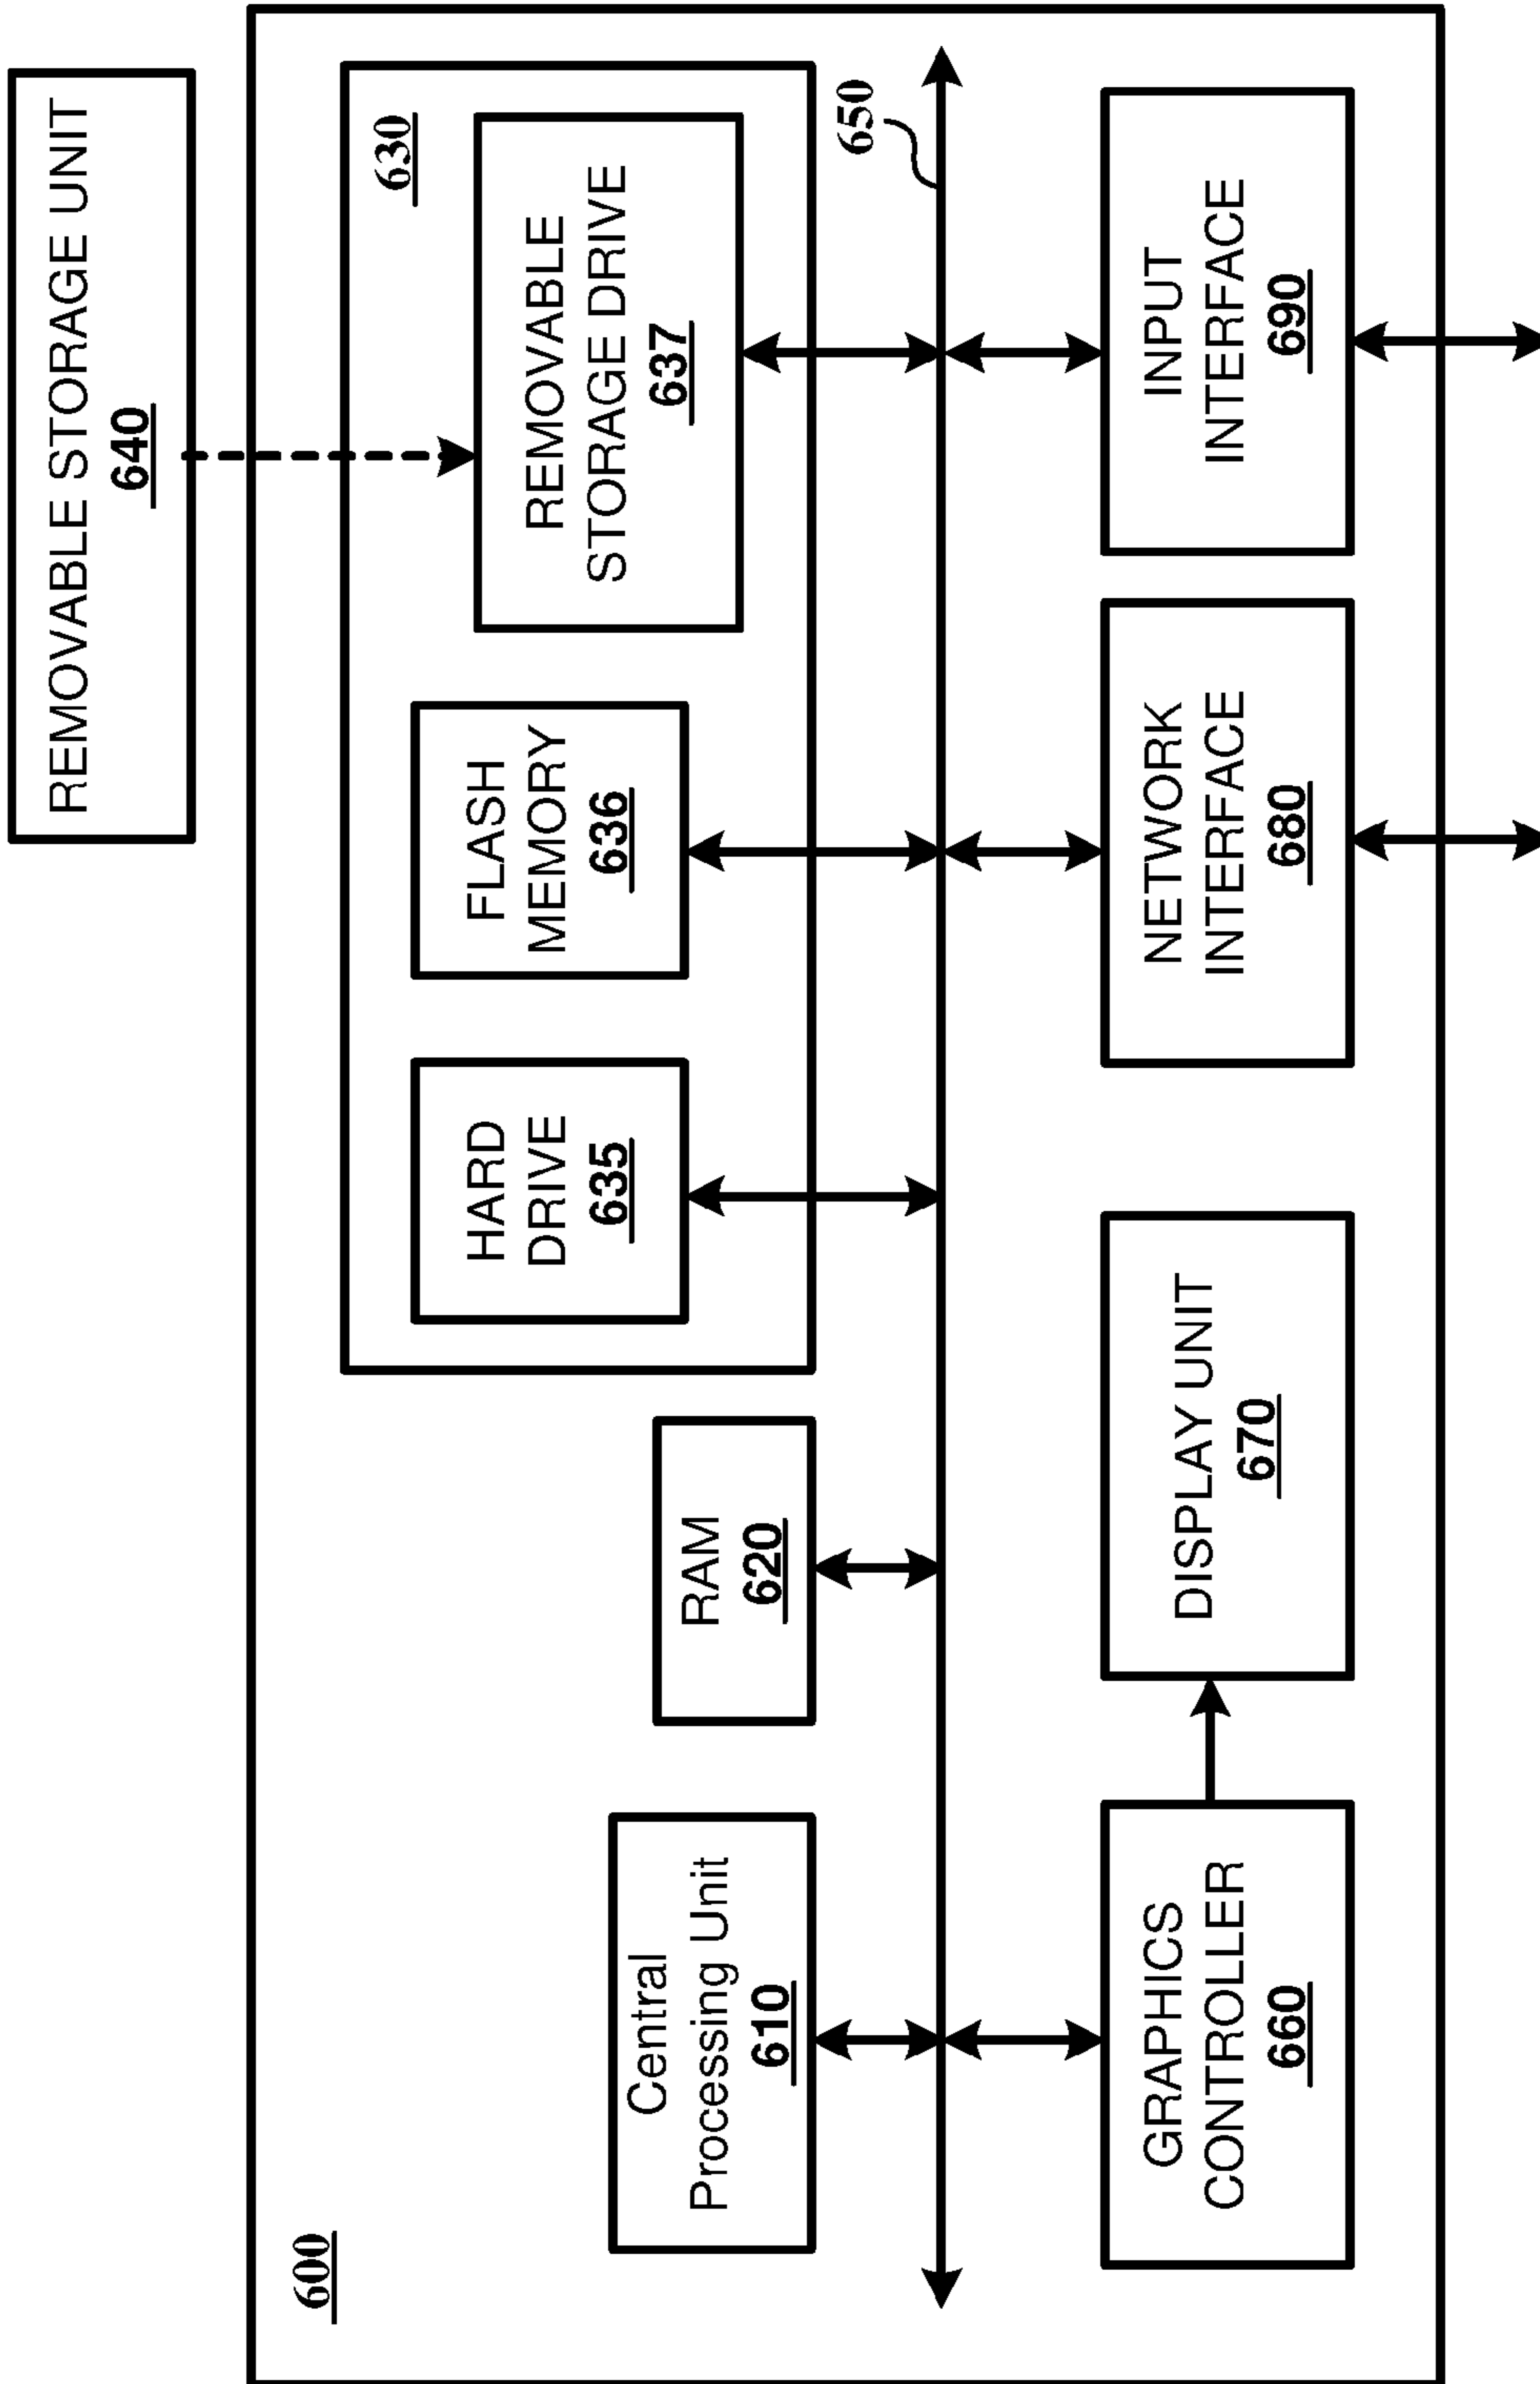 REMOVABLE STORAGE UNIT
640
600
630
Central
Processing Unit
610
RAM
620
HARD
DRIVE
635
FLASH
MEMORY
636
REMOVABLE
STORAGE DRIVE
637
650
GRAPHICS
CONTROLLER
660
DISPLAY UNIT
670
NETWORK
INTERFACE
680
INPUT
INTERFACE
690